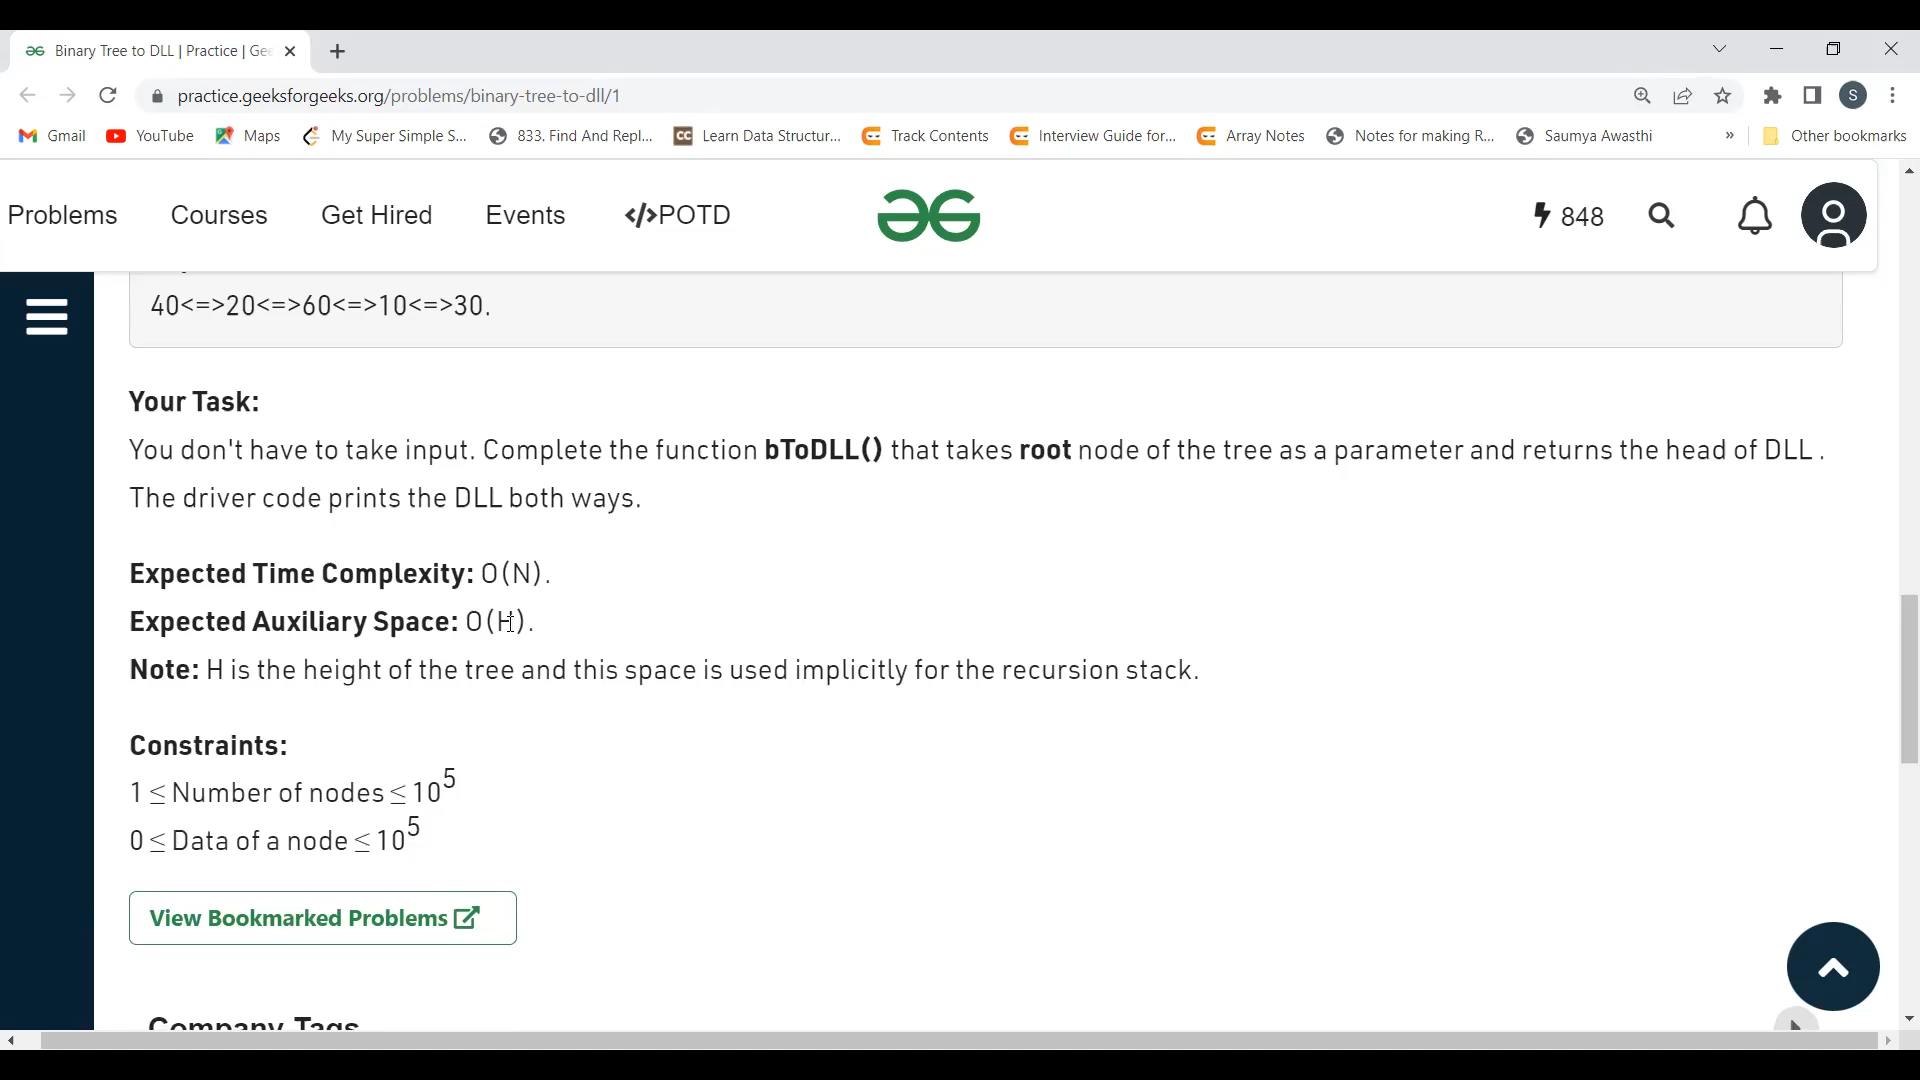 Binary Tree to DLL | Practice | Gee
practice.geeksforgeeks.org/problems/binary-tree-to-dll/1
S
Gmail YouTube Maps My Super Simple S... 833. Find And Repl... CC Learn Data Structur... Track Contents Interview Guide for... Array Notes Notes for making R... Saumya Awasthi » Other bookmarks
Problems Courses Get Hired Events </>POTD 848
40<=>20<=>60<=>10<=>30.
Your Task:
You don't have to take input. Complete the function bToDLL() that takes root node of the tree as a parameter and returns the head of DLL .
The driver code prints the DLL both ways.
Expected Time Complexity: O(N).
Expected Auxiliary Space: O(H).
Note: H is the height of the tree and this space is used implicitly for the recursion stack.
Constraints:
1 ≤ Number of nodes ≤ 10^5
0 ≤ Data of a node ≤ 10^5
View Bookmarked Problems
Company Tags